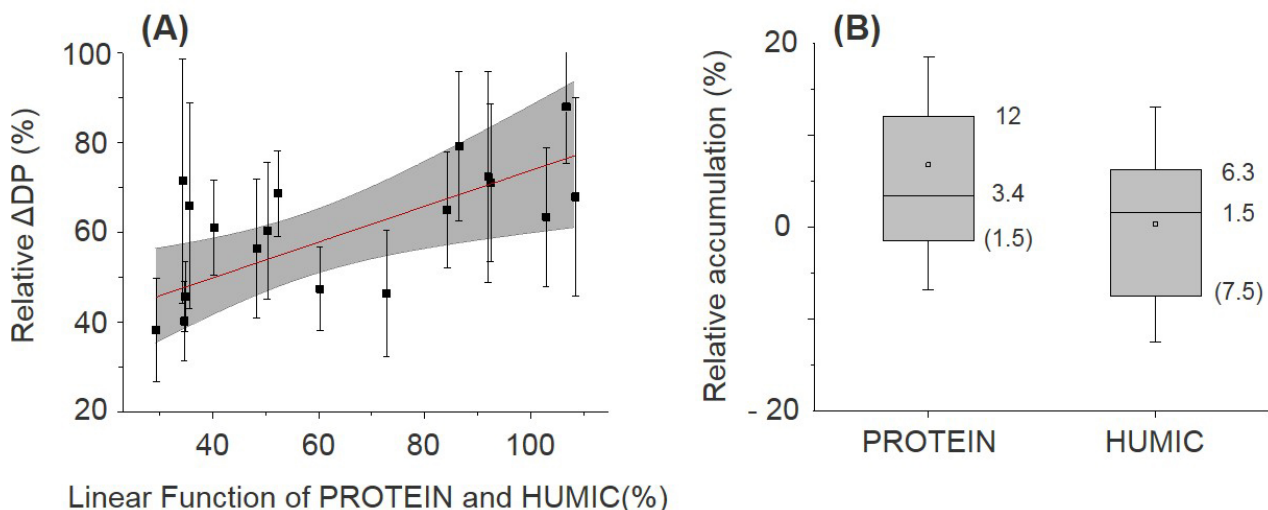 (A)
100
80
60
40
20
Relative ΔDP (%)
40 60 80 100
Linear Function of PROTEIN and HUMIC(%)
(B)
20
0
- 20
Relative accumulation (%)
12
3.4
(1.5)
6.3
1.5
(7.5)
PROTEIN HUMIC